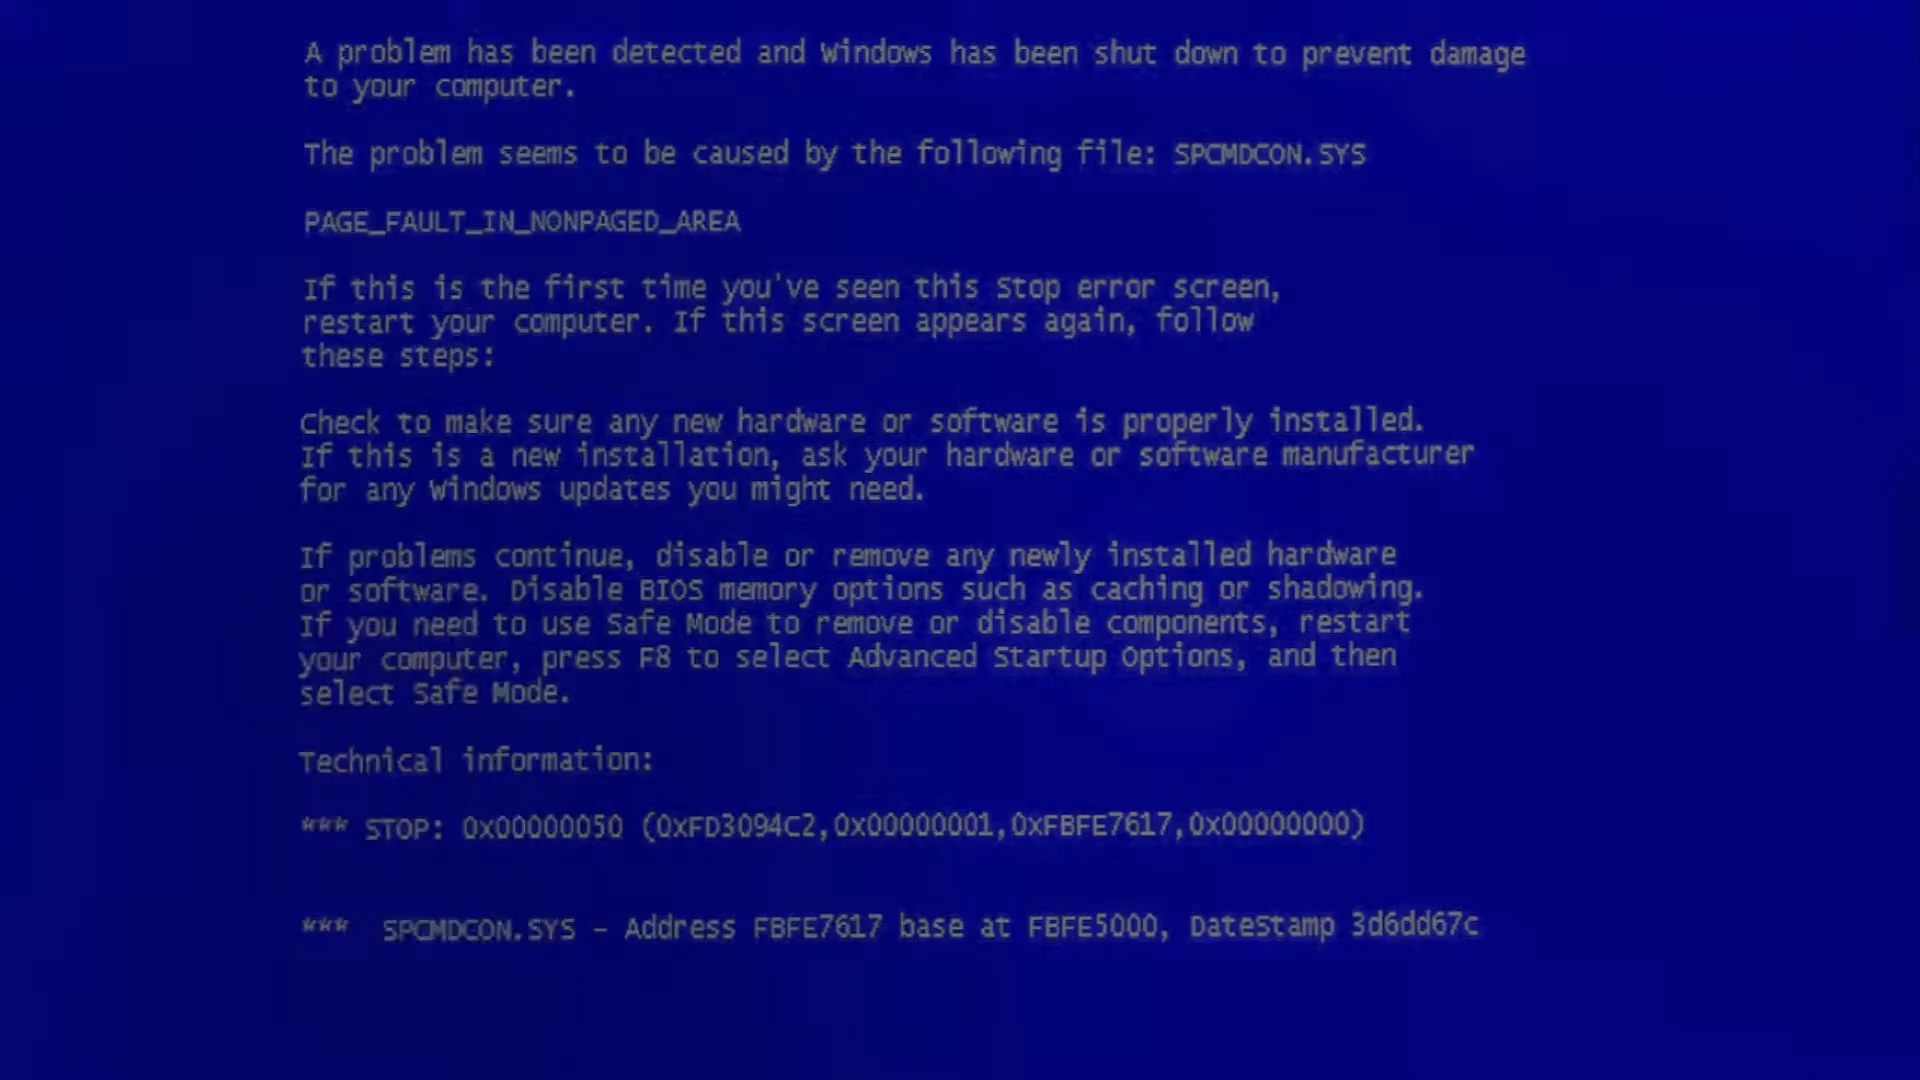 A problem has been detected and Windows has been shut down to prevent damage
to your computer.
The problem seems to be caused by the following file: SPCMDCON.SYS
PAGE_FAULT_IN_NONPAGED_AREA
If this is the first time you've seen this Stop error screen,
restart your computer. If this screen appears again, follow
these steps:
Check to make sure any new hardware or software is properly installed.
If this is a new installation, ask your hardware or software manufacturer
for any Windows updates you might need.
If problems continue, disable or remove any newly installed hardware
or software. Disable BIOS memory options such as caching or shadowing.
If you need to use Safe Mode to remove or disable components, restart
your computer, press F8 to select Advanced Startup Options, and then
select Safe Mode.
Technical information:
*** STOP: 0x00000050 (0xFD3094C2,0x00000001,0xFBFE7617,0x00000000)
*** SPCMDCON.SYS – Address FBFE7617 base at FBFE5000, DateStamp 3d6dd67c